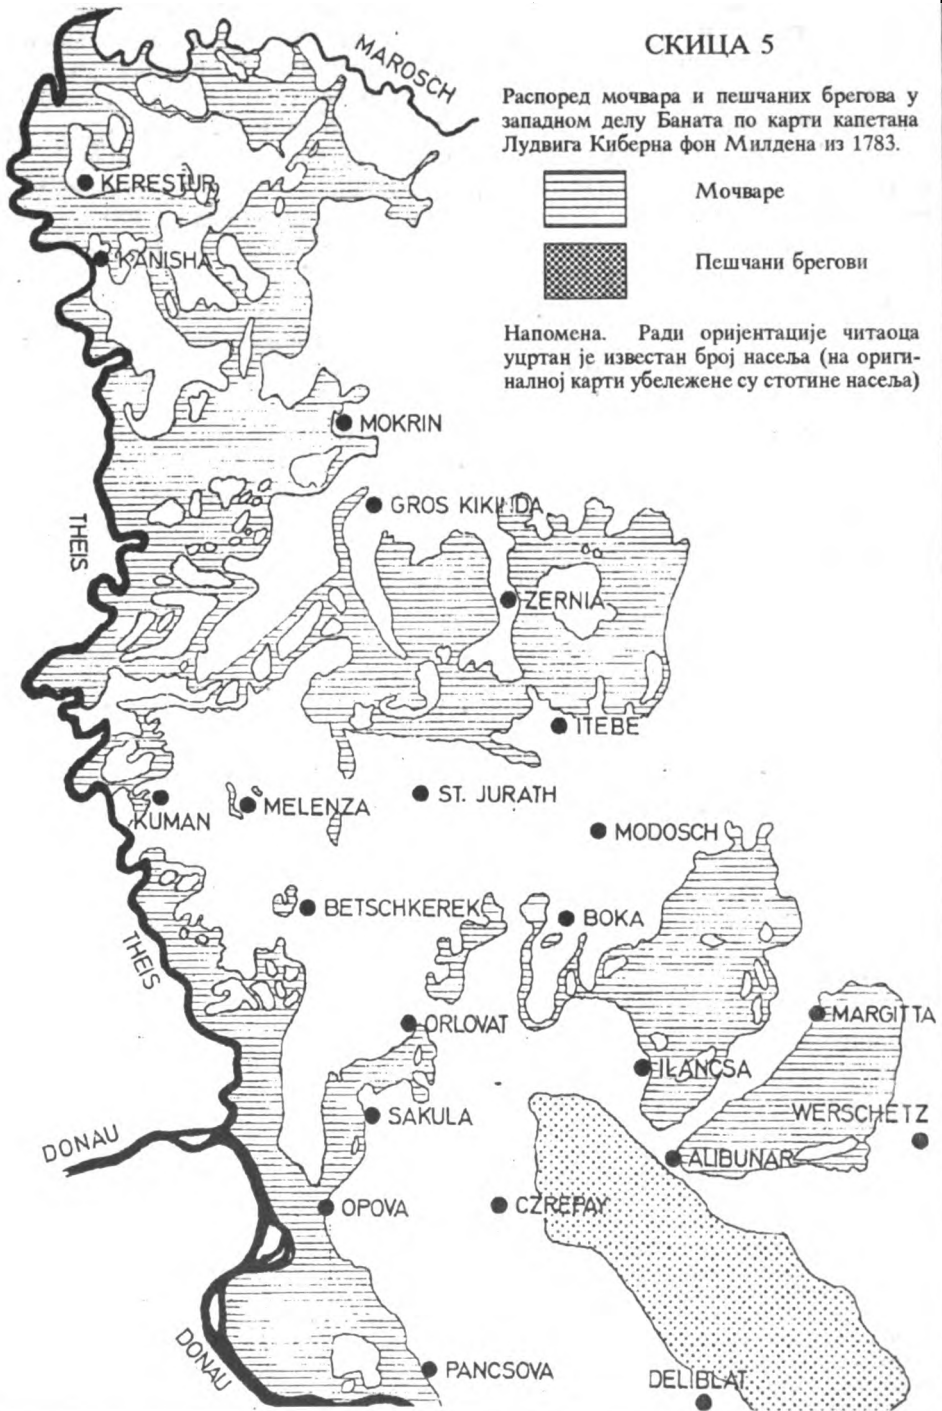 СКИЦА 5
Распоред мочвара и пешчаних брегова у
западном делу Баната по карти капетана
Лудвига Киберна фон Милдена из 1783.
Мочваре
Пешчани брегови
Напомена. Ради оријентације читаоца
уцртан је известан број насеља (на ориги-
налној карти убележене су стотине насеља)
MAROSCH
KERESTUR
KANISHA
MOKRIN
GROS KIKINDA
THEIS
ZERNIA
ITEBE
ST. JURATH
MELENZA
KUMAN
MODOSCH
BETSCHKEREK
BOKA
THEIS
MARGITTA
ORLOVAT
ILANCSA
SAKULA
WERSCHETZ
DONAU
ALIBUNAR
OPOVA
CZREPAY
DONAU
PANCSOVA
DELIBLAT